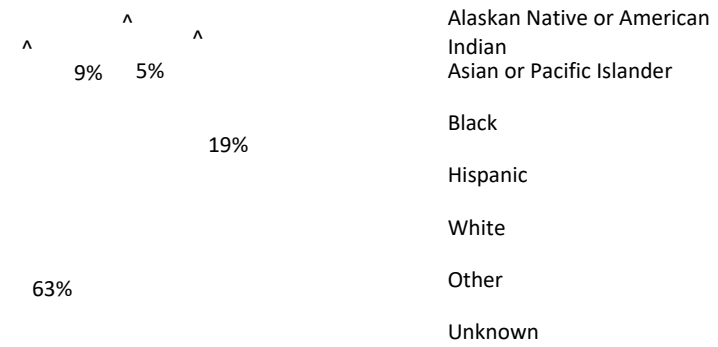 ^
^
^
9%
5%
19%
63%
Alaskan Native or American
Indian
Asian or Pacific Islander
Black
Hispanic
White
Other
Unknown